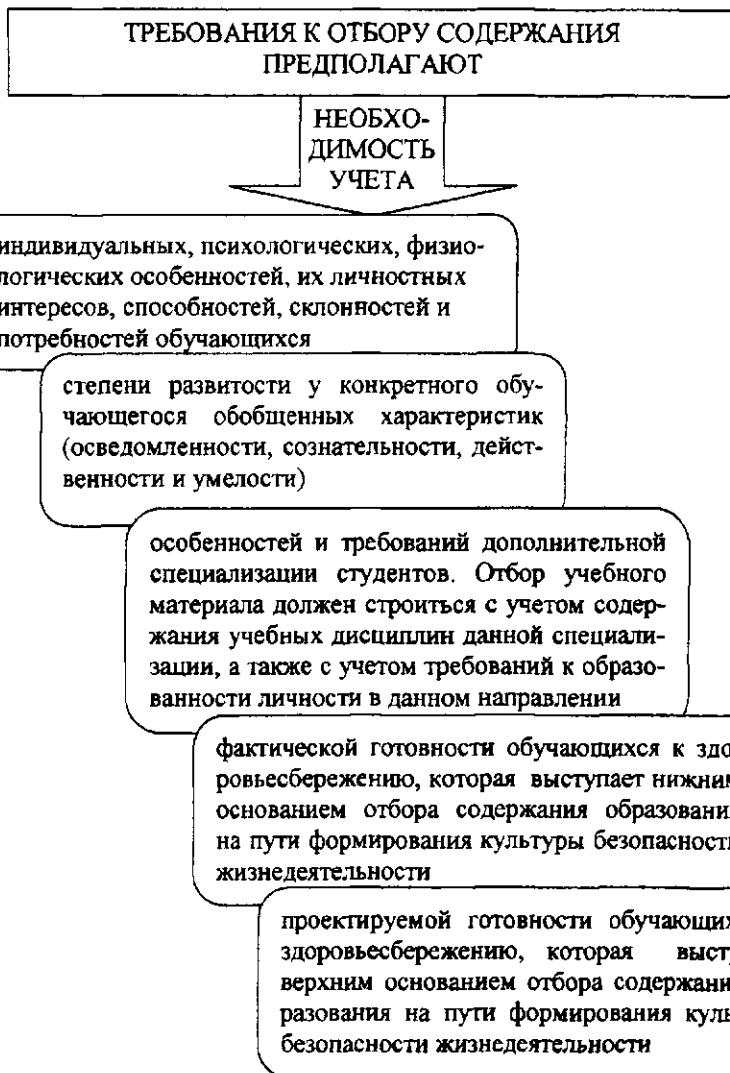 ТРЕБОВАНИЯ К ОТБОРУ СОДЕРЖАНИЯ
ПРЕДПОЛАГАЮТ
НЕОБХО-
ДИМОСТЬ
УЧЕТА
индивидуальных, психологических, физио-
логических особенностей, их личностных
интересов, способностей, склонностей и
потребностей обучающихся
степени развитости у конкретного обу-
чающегося обобщенных характеристик
(осведомленности, сознательности, дейст-
венности и умелости)
особенностей и требований дополнительной
специализации студентов. Отбор учебного
материала должен строиться с учетом содер-
жания учебных дисциплин данной специали-
зации, а также с учетом требований к образо-
ванности личности в данном направлении
фактической готовности обучающихся к здо
ровьесбережению, которая выступает нижним
основанием отбора содержания образовани
на пути формирования культуры безопасност
жизнедеятельности
проектируемой готовности обучающих
здоровьесбережению, которая выст
верхним основанием отбора содержани
разования на пути формирования куль
безопасности жизнедеятельности